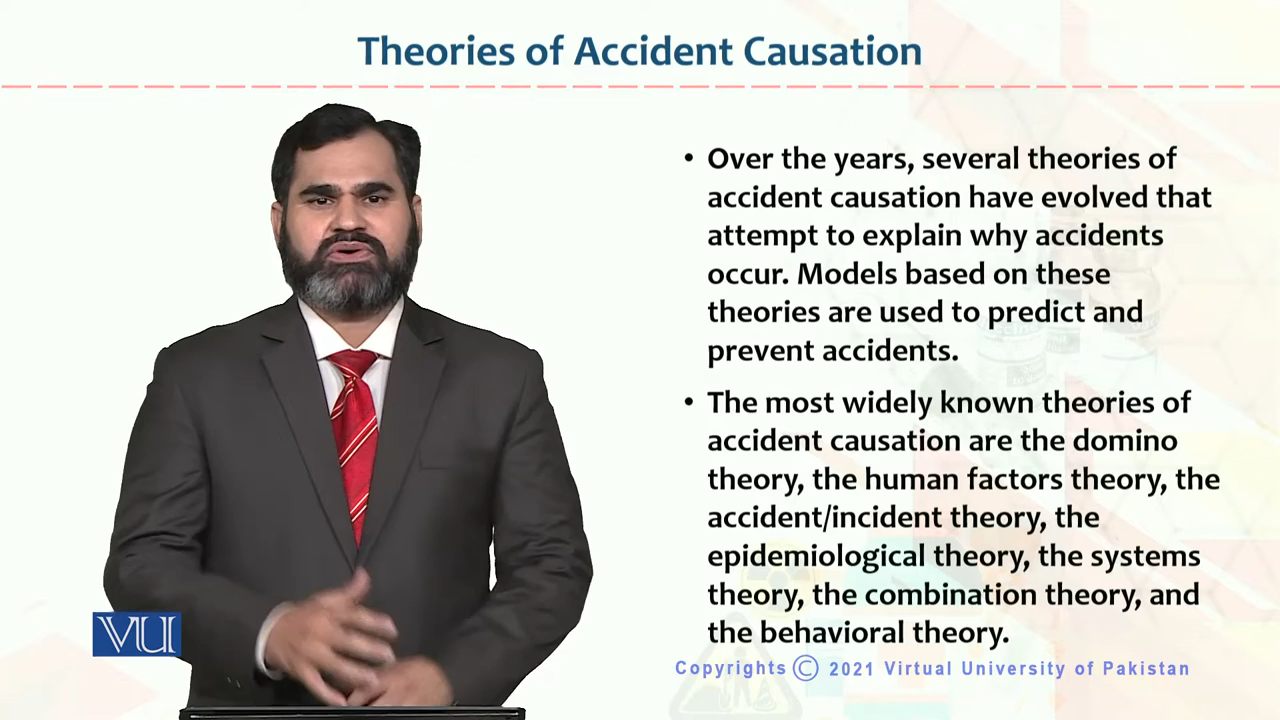 Theories of Accident Causation
• Over the years, several theories of
accident causation have evolved that
attempt to explain why accidents
occur. Models based on these
theories are used to predict and
prevent accidents.
• The most widely known theories of
accident causation are the domino
theory, the human factors theory, the
accident/incident theory, the
epidemiological theory, the systems
theory, the combination theory, and
the behavioral theory.
VU
Copyrights © 2021 Virtual University of Pakistan